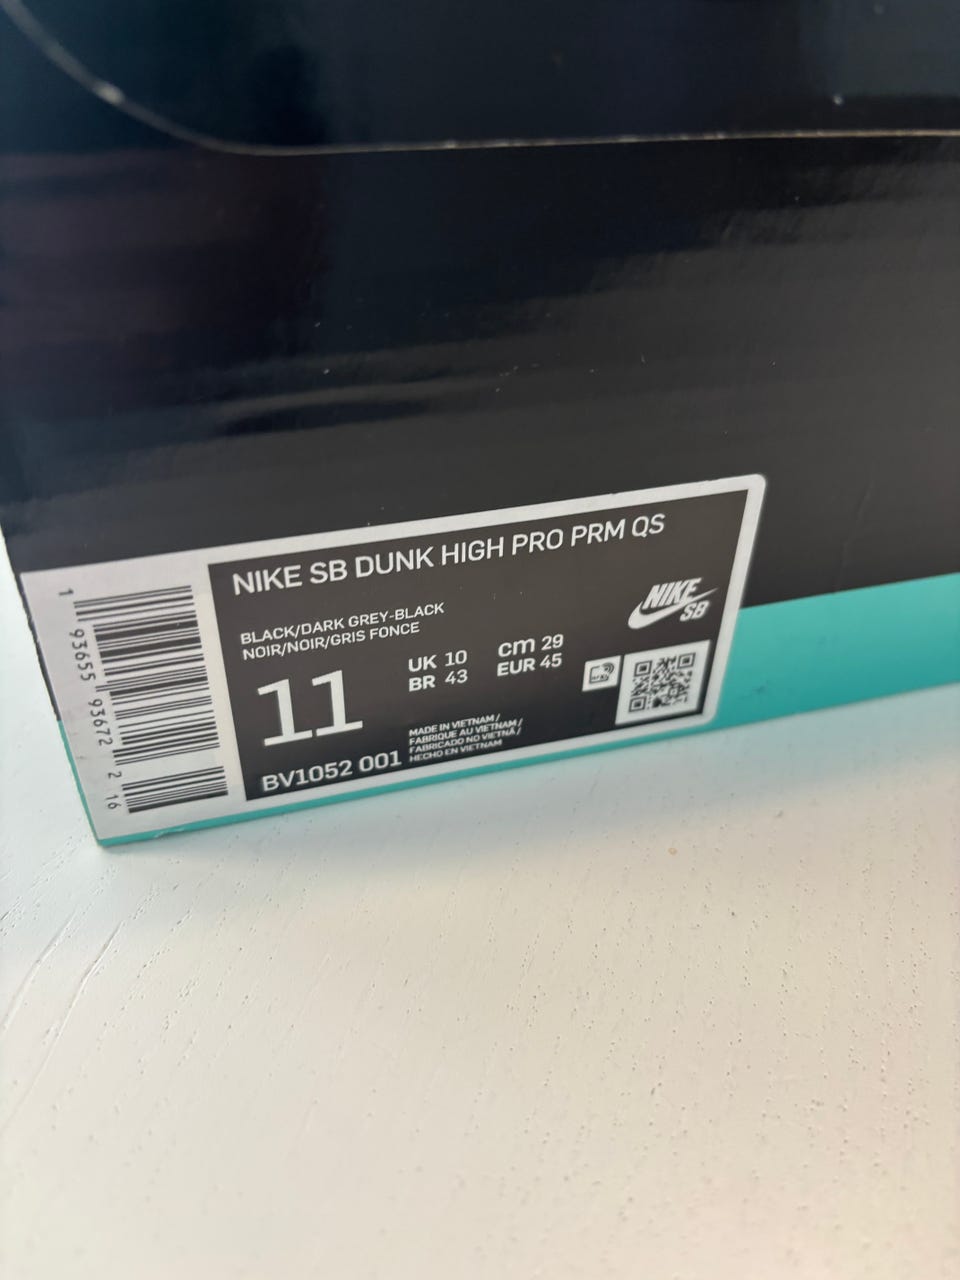 NIKE SB DUNK HIGH PRO PRM QS
BLACK/DARK GREY-BLACK
NOIR/NOIR/GRIS FONCE
11
UK 10
BR 43
cm 29
EUR 45
NIKE
SB
BV1052 001
MADE IN VIETNAM /
FABRIQUE AU VIETNAM /
FABRICADO NO VIETNÃ /
HECHO EN VIETNAM
1 93655 93672 2 16